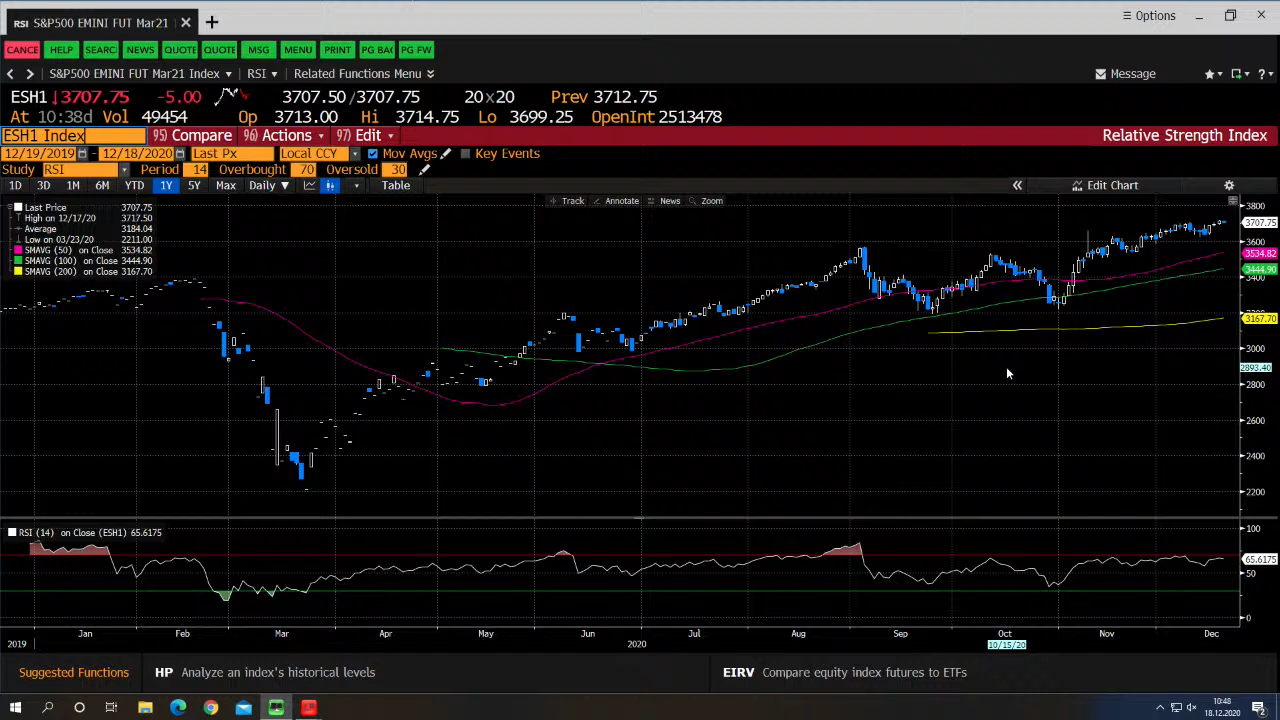 RSI S&P500 EMINI FUT Mar21 ✕ +
Options
CANCE HELP SEARC NEWS QUOTE QUOTE MSG MENU PRINT PG BAC PG FW
S&P500 EMINI FUT Mar21 Index RSI Related Functions Menu Message
ESH1 ↓3707.75 -5.00 3707.50/3707.75 20x20 Prev 3712.75
At 10:38d Vol 49454 Op 3713.00 Hi 3714.75 Lo 3699.25 OpenInt 2513478
ESH1 Index 95) Compare 96) Actions 97) Edit Relative Strength Index
12/19/2019 - 12/18/2020 Last Px Local CCY Mov Avgs Key Events
Study RSI Period 14 Overbought 70 Oversold 30
1D 3D 1M 6M YTD 1Y 5Y Max Daily ▼ Table « Edit Chart
Track Annotate News Zoom
Last Price 3707.75
High on 12/17/20 3717.50
Average 3184.04
Low on 03/23/20 2211.00
SMAVG (50) on Close 3534.82
SMAVG (100) on Close 3444.90
SMAVG (200) on Close 3167.70
3800
3707.75
3600
3534.82
3444.90
3400
3200
3167.70
3000
2893.40
2800
2600
2400
2200
RSI (14) on Close (ESH1) 65.6175
100
65.6175
50
0
Jan Feb Mar Apr May Jun Jul Aug Sep Oct Nov Dec
2019 2020 10/15/20
Suggested Functions HP Analyze an index's historical levels EIRV Compare equity index futures to ETFs
10:48
18.12.2020
2